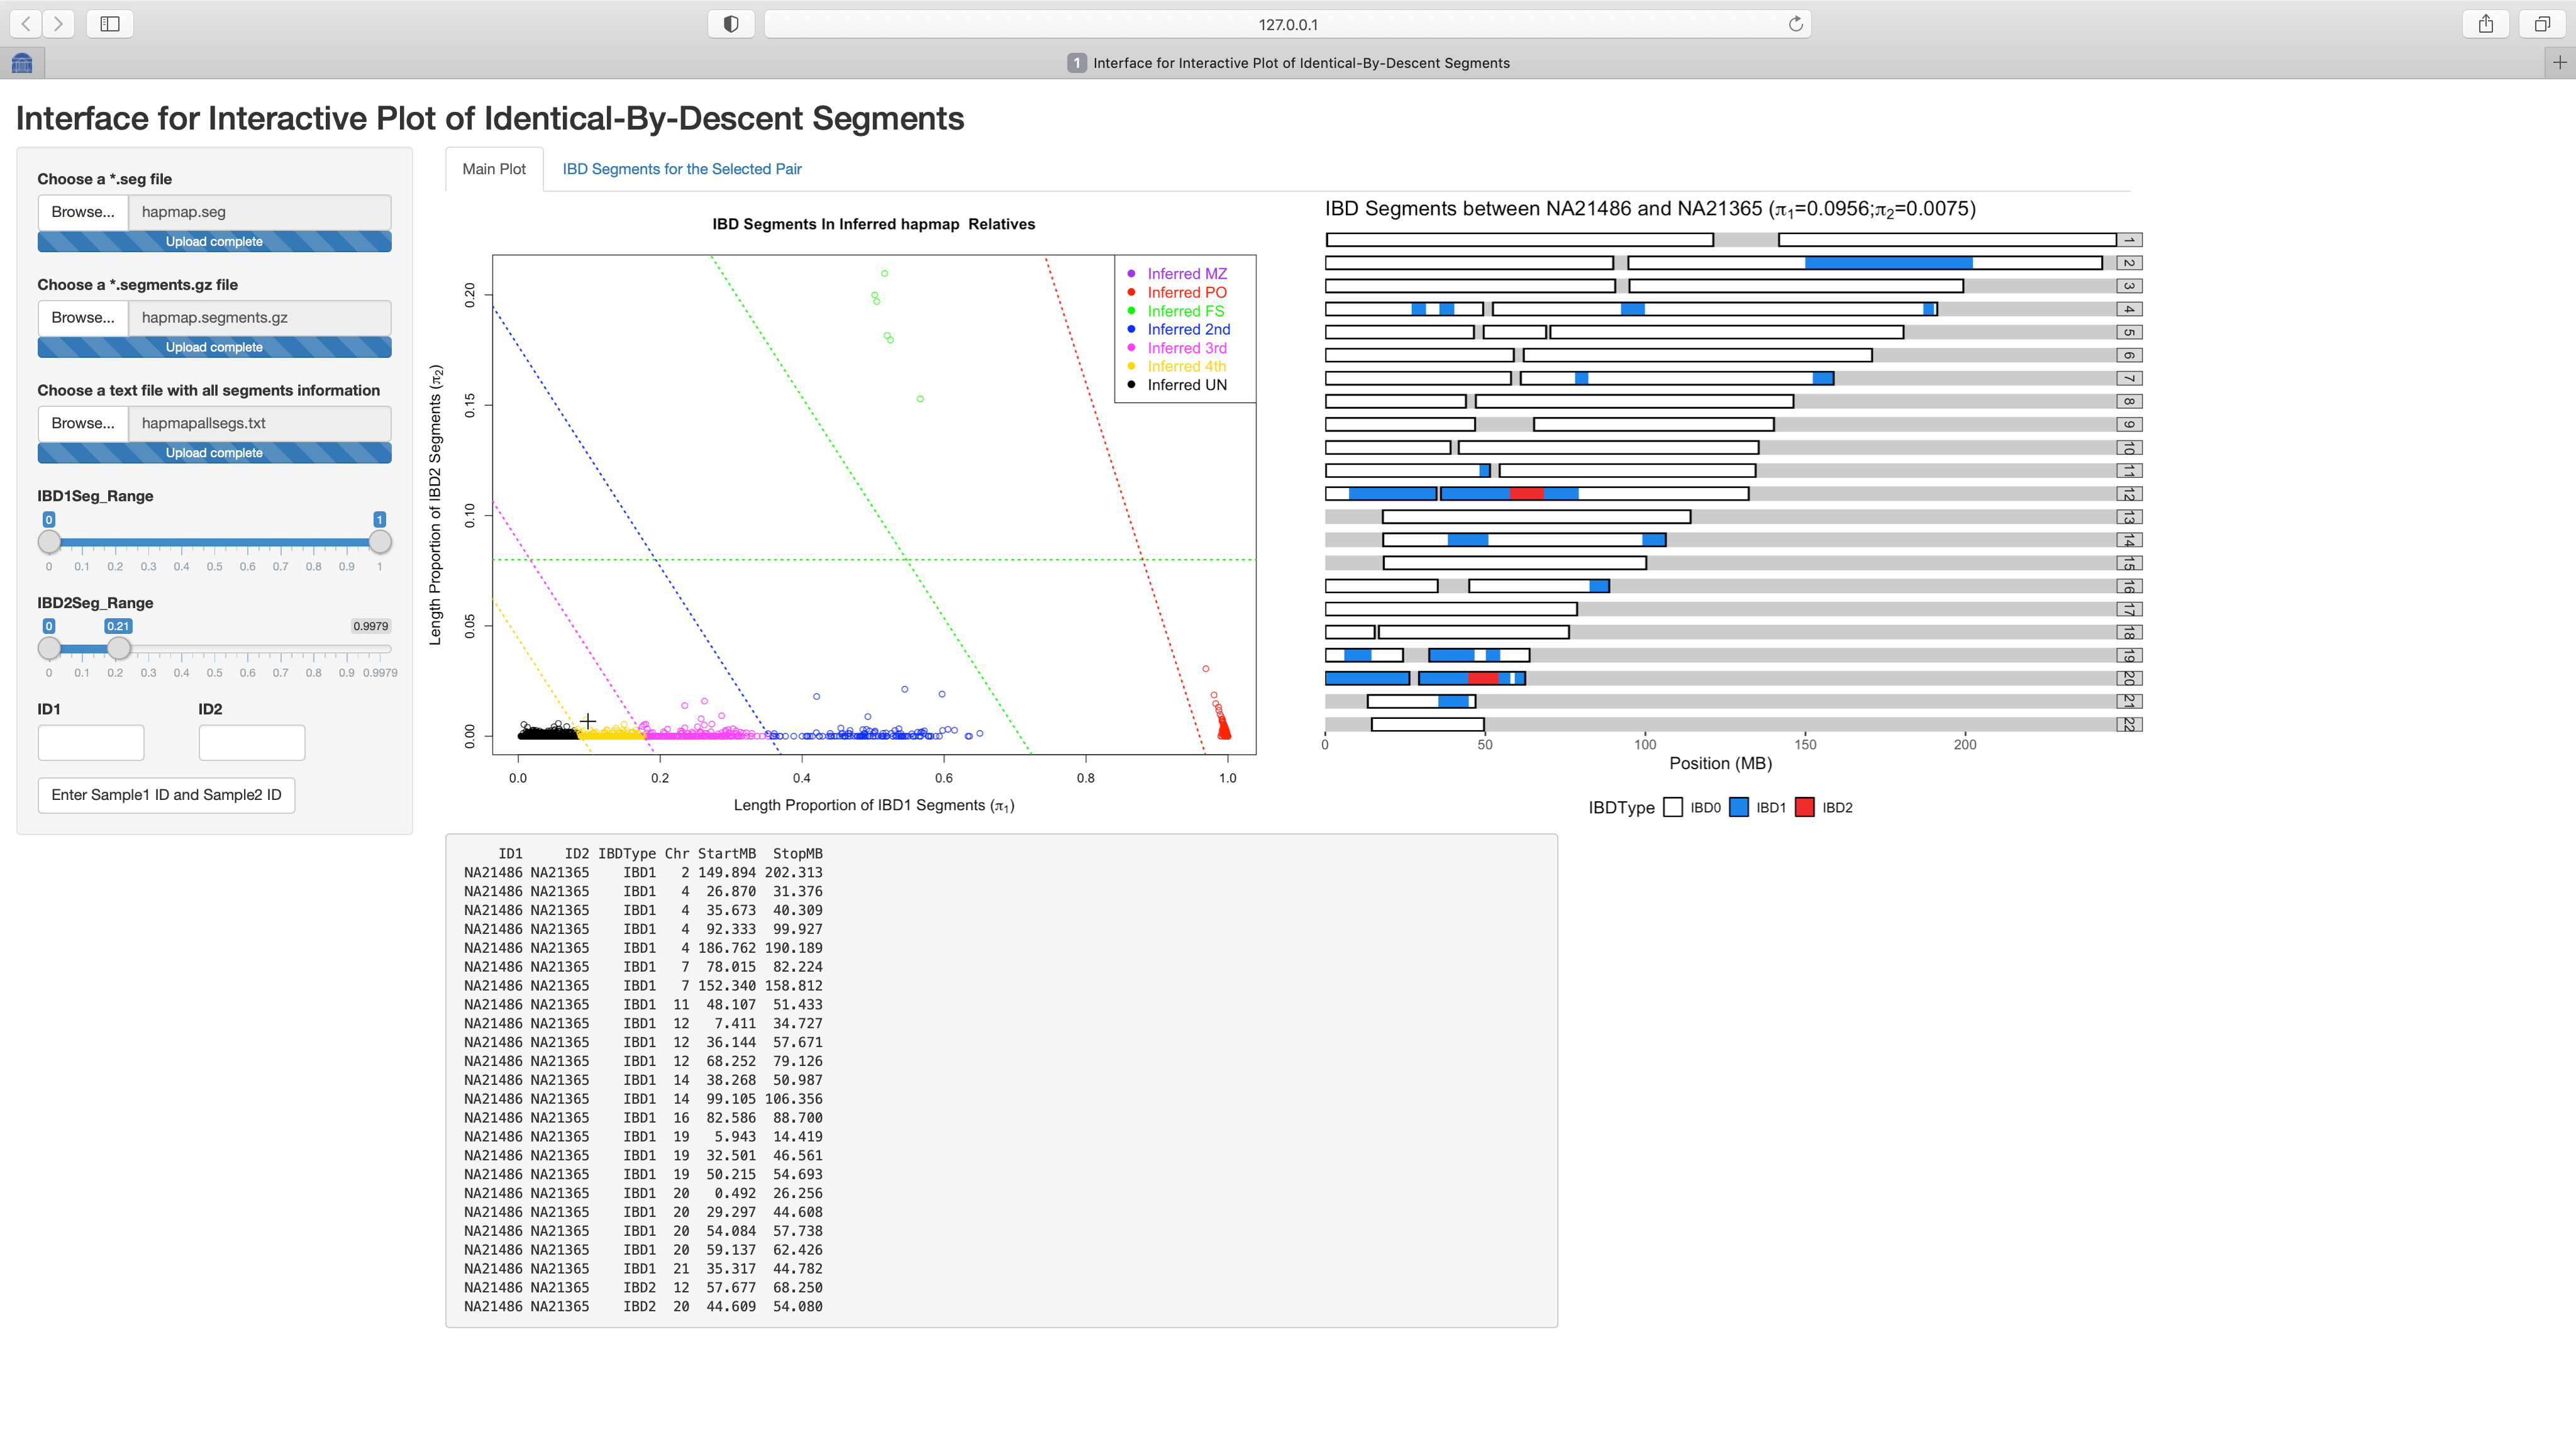 127.0.0.1
1 Interface for Interactive Plot of Identical-By-Descent Segments
Interface for Interactive Plot of Identical-By-Descent Segments
Choose a *.seg file
Browse... hapmap.seg
Upload complete
Choose a *.segments.gz file
Browse... hapmap.segments.gz
Upload complete
Choose a text file with all segments information
Browse... hapmapallsegs.txt
Upload complete
IBD1Seg_Range
0 1
0 0.1 0.2 0.3 0.4 0.5 0.6 0.7 0.8 0.9 1
IBD2Seg_Range
0 0.21 0.9979
0 0.1 0.2 0.3 0.4 0.5 0.6 0.7 0.8 0.9 0.9979
ID1 ID2
Enter Sample1 ID and Sample2 ID
Main Plot IBD Segments for the Selected Pair
IBD Segments In Inferred hapmap Relatives
Inferred MZ
Inferred PO
Inferred FS
Inferred 2nd
Inferred 3rd
Inferred 4th
Inferred UN
Length Proportion of IBD2 Segments (π2)
0.20
0.15
0.10
0.05
0.00
0.0 0.2 0.4 0.6 0.8 1.0
Length Proportion of IBD1 Segments (π1)
IBD Segments between NA21486 and NA21365 (π1=0.0956;π2=0.0075)
1
2
3
4
5
6
7
8
9
10
11
12
13
14
15
16
17
18
19
20
21
22
0 50 100 150 200
Position (MB)
IBDType IBD0 IBD1 IBD2
ID1 ID2 IBDType Chr StartMB StopMB
NA21486 NA21365 IBD1 2 149.894 202.313
NA21486 NA21365 IBD1 4 26.870 31.376
NA21486 NA21365 IBD1 4 35.673 40.309
NA21486 NA21365 IBD1 4 92.333 99.927
NA21486 NA21365 IBD1 4 186.762 190.189
NA21486 NA21365 IBD1 7 78.015 82.224
NA21486 NA21365 IBD1 7 152.340 158.812
NA21486 NA21365 IBD1 11 48.107 51.433
NA21486 NA21365 IBD1 12 7.411 34.727
NA21486 NA21365 IBD1 12 36.144 57.671
NA21486 NA21365 IBD1 12 68.252 79.126
NA21486 NA21365 IBD1 14 38.268 50.987
NA21486 NA21365 IBD1 14 99.105 106.356
NA21486 NA21365 IBD1 16 82.586 88.700
NA21486 NA21365 IBD1 19 5.943 14.419
NA21486 NA21365 IBD1 19 32.501 46.561
NA21486 NA21365 IBD1 19 50.215 54.693
NA21486 NA21365 IBD1 20 0.492 26.256
NA21486 NA21365 IBD1 20 29.297 44.608
NA21486 NA21365 IBD1 20 54.084 57.738
NA21486 NA21365 IBD1 20 59.137 62.426
NA21486 NA21365 IBD1 21 35.317 44.782
NA21486 NA21365 IBD2 12 57.677 68.250
NA21486 NA21365 IBD2 20 44.609 54.080